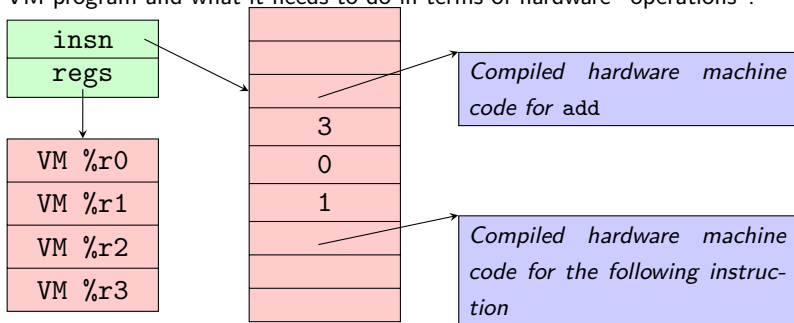 VM program and what it needs to do in terms of hardware “operations”.
insn
regs
VM %r0
VM %r1
VM %r2
VM %r3
3
0
1
Compiled hardware machine
code for add
Compiled hardware machine
code for the following instruc-
tion